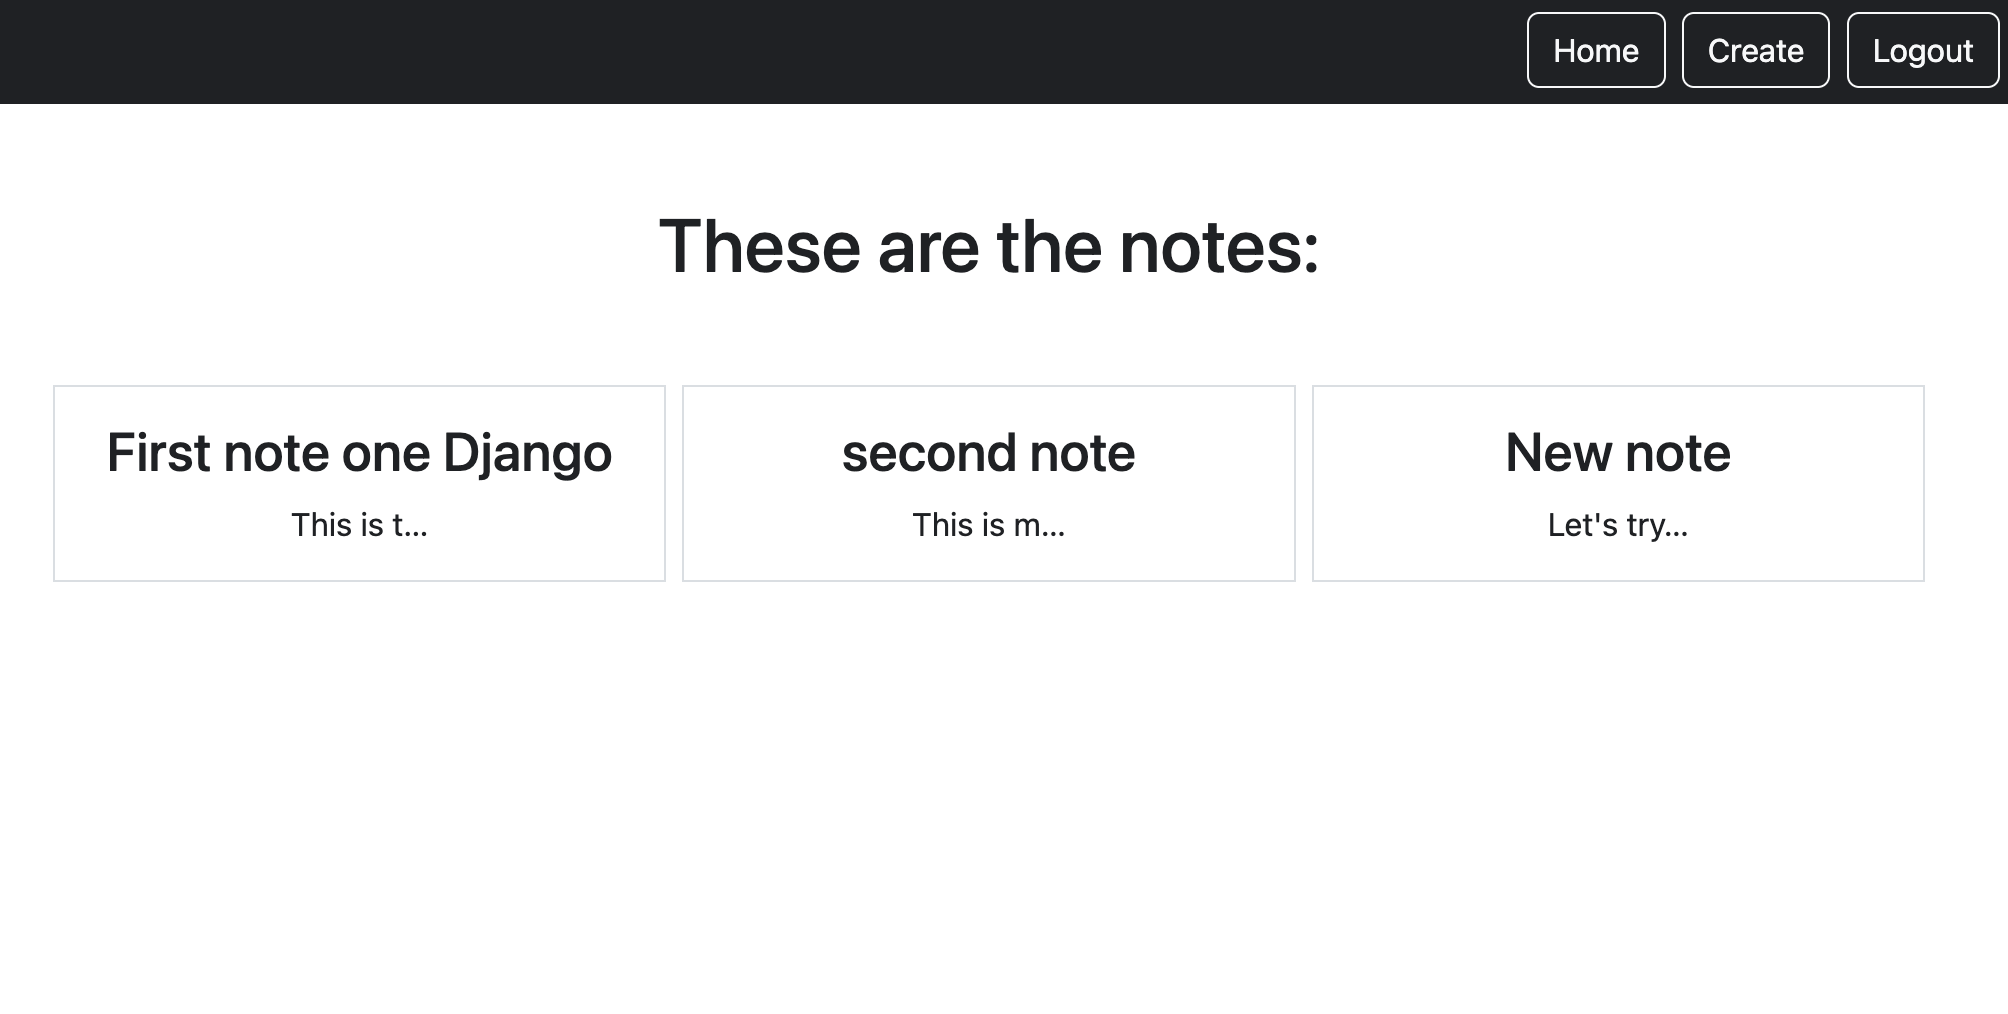 Home
Create
Logout
These are the notes:
First note one Django
This is t...
second note
This is m...
New note
Let's try...